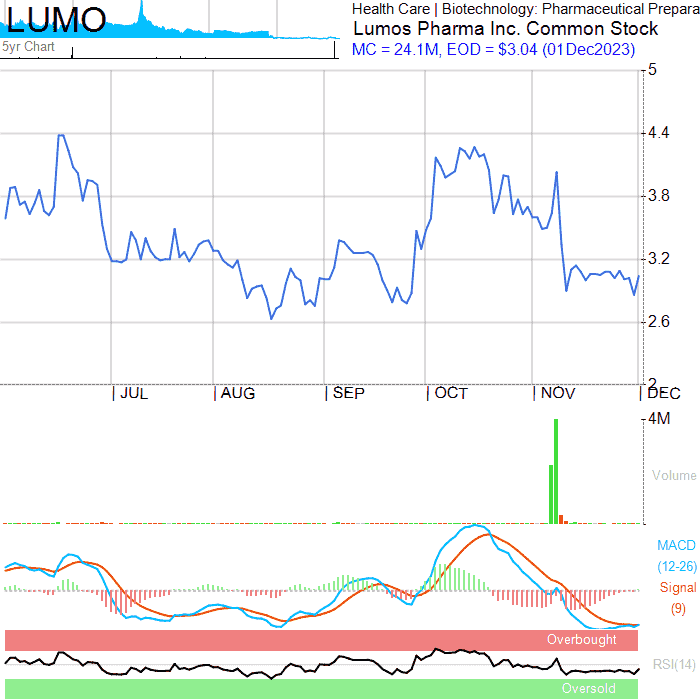 LUMO
5yr Chart
Health Care | Biotechnology: Pharmaceutical Prepara
Lumos Pharma Inc. Common Stock
MC = 24.1M, EOD = $3.04 (01Dec2023)
5
4.4
3.8
3.2
2.6
2
JUL AUG SEP OCT NOV DEC
4M
Volume
MACD
(12-26)
Signal
(9)
Overbought
RSI(14)
Oversold